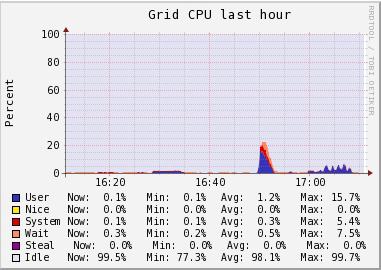 Grid CPU last hour
RRDTOOL / TOBI OETIKER
Percent
100
80
60
40
20
0
16:20 16:40 17:00
User Now: 0.1% Min: 0.1% Avg: 1.2% Max: 15.7%
Nice Now: 0.0% Min: 0.0% Avg: 0.0% Max: 0.0%
System Now: 0.1% Min: 0.1% Avg: 0.3% Max: 5.4%
Wait Now: 0.3% Min: 0.2% Avg: 0.5% Max: 7.5%
Steal Now: 0.0% Min: 0.0% Avg: 0.0% Max: 0.0%
Idle Now: 99.5% Min: 77.3% Avg: 98.1% Max: 99.7%